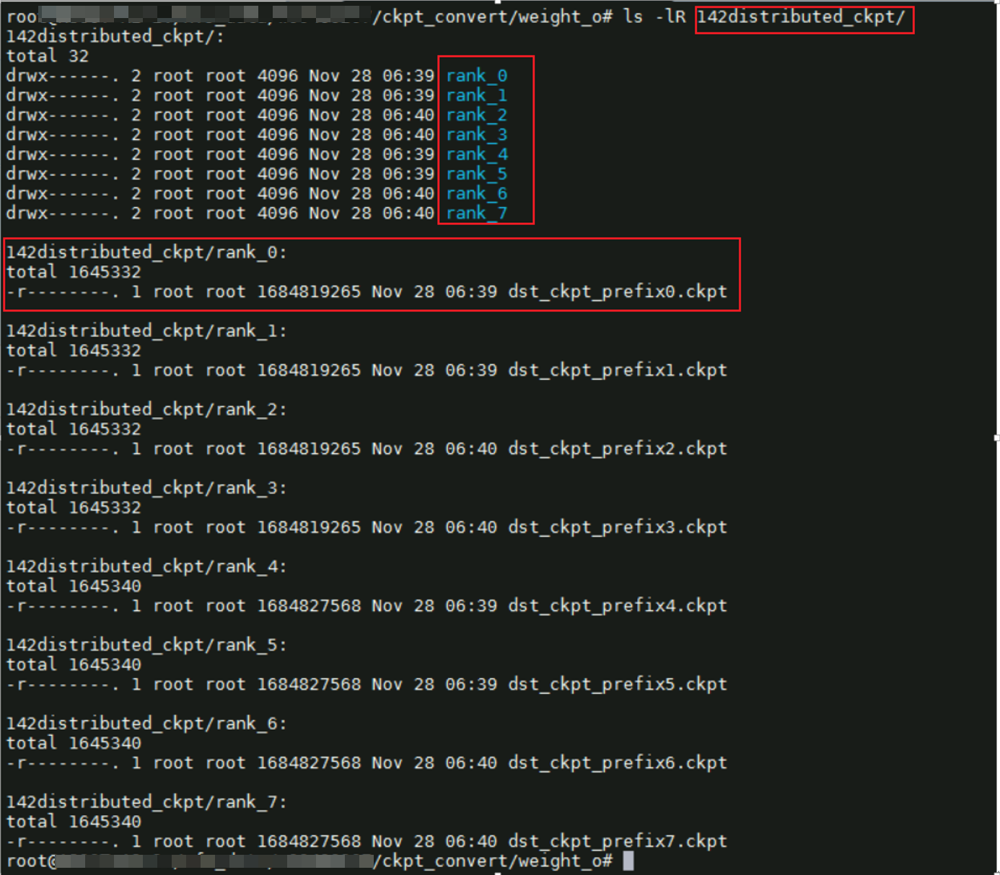 root@ /ckpt_convert/weight_o# ls -lR 142distributed_ckpt/
142distributed_ckpt/:
total 32
drwx------. 2 root root 4096 Nov 28 06:39 rank_0
drwx------. 2 root root 4096 Nov 28 06:39 rank_1
drwx------. 2 root root 4096 Nov 28 06:40 rank_2
drwx------. 2 root root 4096 Nov 28 06:40 rank_3
drwx------. 2 root root 4096 Nov 28 06:39 rank_4
drwx------. 2 root root 4096 Nov 28 06:39 rank_5
drwx------. 2 root root 4096 Nov 28 06:40 rank_6
drwx------. 2 root root 4096 Nov 28 06:40 rank_7
142distributed_ckpt/rank_0:
total 1645332
-r--------. 1 root root 1684819265 Nov 28 06:39 dst_ckpt_prefix0.ckpt
142distributed_ckpt/rank_1:
total 1645332
-r--------. 1 root root 1684819265 Nov 28 06:39 dst_ckpt_prefix1.ckpt
142distributed_ckpt/rank_2:
total 1645332
-r--------. 1 root root 1684819265 Nov 28 06:40 dst_ckpt_prefix2.ckpt
142distributed_ckpt/rank_3:
total 1645332
-r--------. 1 root root 1684819265 Nov 28 06:40 dst_ckpt_prefix3.ckpt
142distributed_ckpt/rank_4:
total 1645340
-r--------. 1 root root 1684827568 Nov 28 06:39 dst_ckpt_prefix4.ckpt
142distributed_ckpt/rank_5:
total 1645340
-r--------. 1 root root 1684827568 Nov 28 06:39 dst_ckpt_prefix5.ckpt
142distributed_ckpt/rank_6:
total 1645340
-r--------. 1 root root 1684827568 Nov 28 06:40 dst_ckpt_prefix6.ckpt
142distributed_ckpt/rank_7:
total 1645340
-r--------. 1 root root 1684827568 Nov 28 06:40 dst_ckpt_prefix7.ckpt
root@ /ckpt_convert/weight_o#